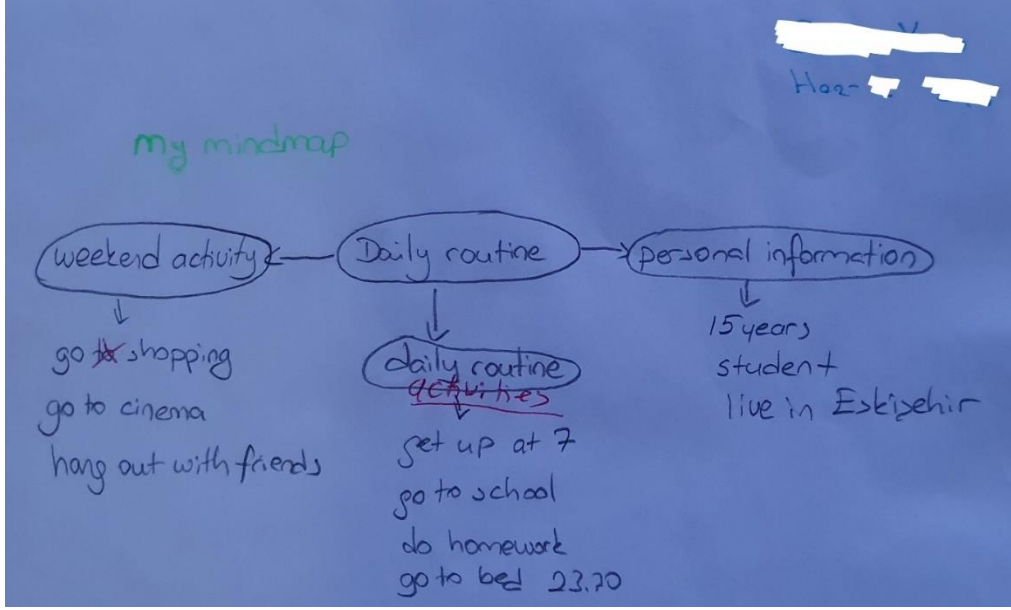 Haz-
my mindmap
weekend activity
Daily routine
personal information
go to shopping
go to cinema
hang out with friends
daily routine
activities
get up at 7
go to school
do homework
go to bed 23.30
15 years
student
live in Eskişehir